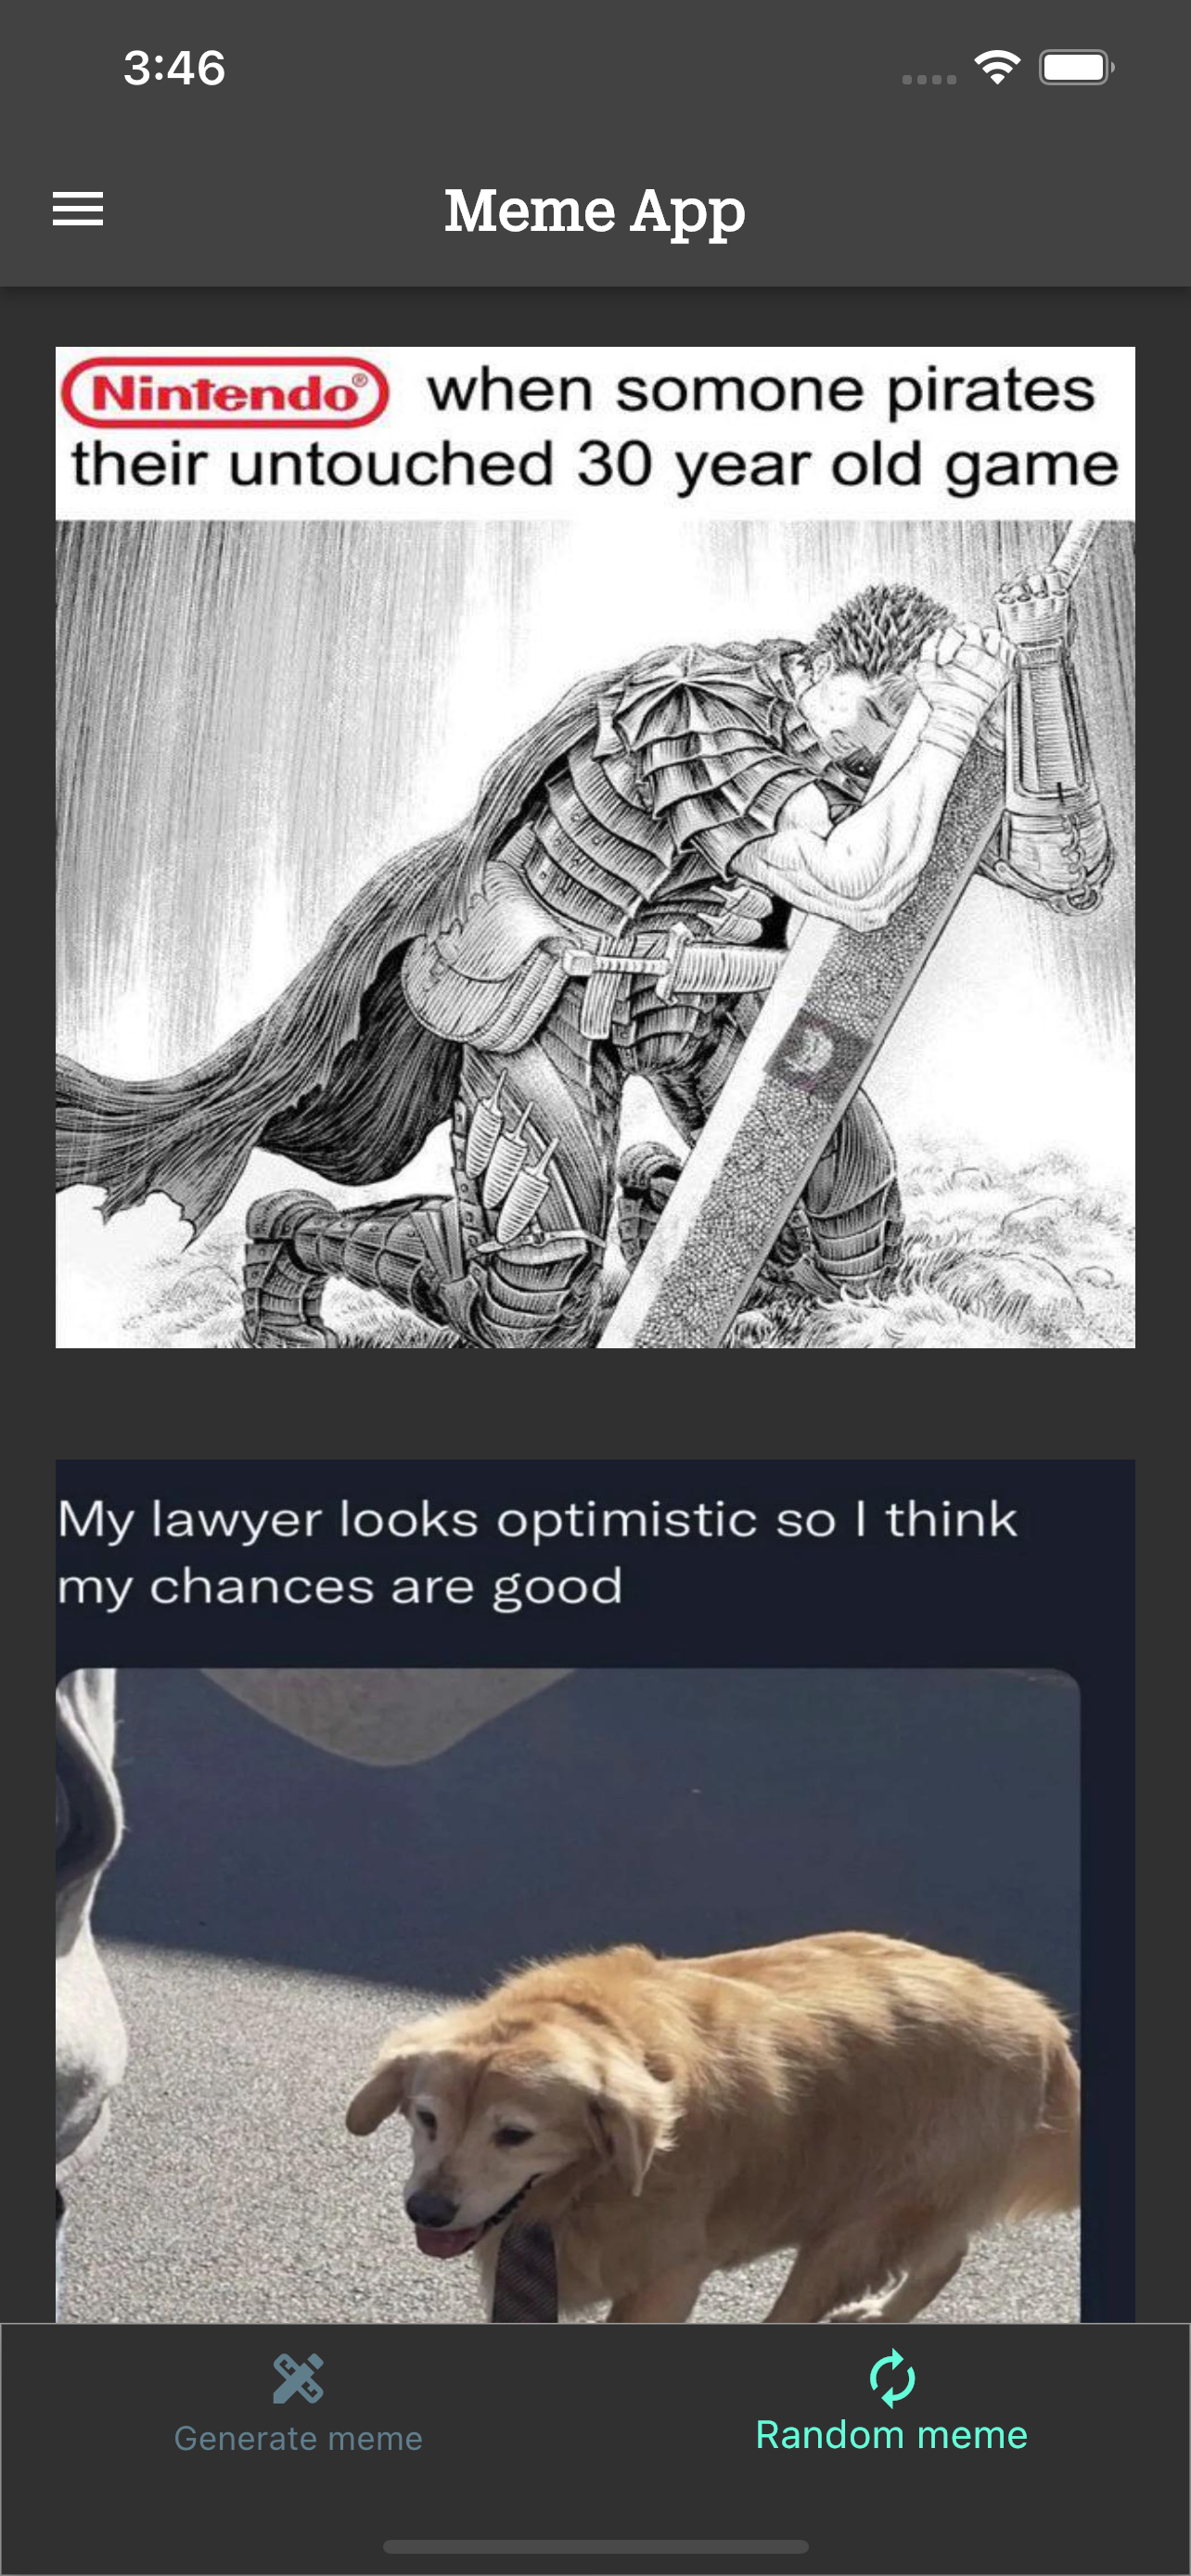 3:46
Meme App
Nintendo® when somone pirates
their untouched 30 year old game
My lawyer looks optimistic so I think
my chances are good
Generate meme
Random meme